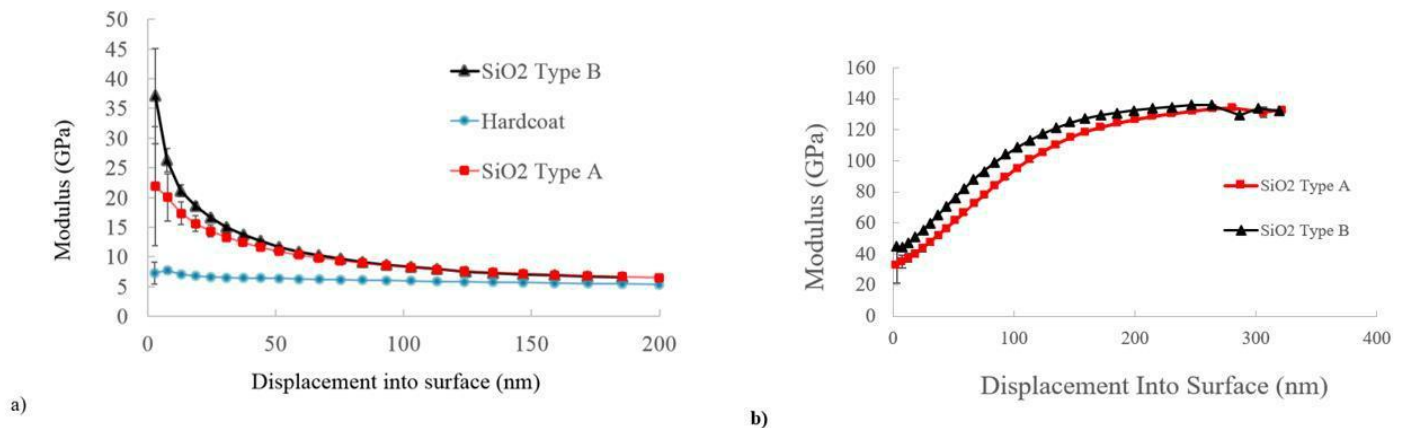 50
45
40
35
30
25
20
15
10
5
0
Modulus (GPa)
SiO2 Type B
Hardcoat
SiO2 Type A
0 50 100 150 200
Displacement into surface (nm)
a)
160
140
120
100
80
60
40
20
0
Modulus (GPa)
SiO2 Type A
SiO2 Type B
0 100 200 300 400
Displacement Into Surface (nm)
b)